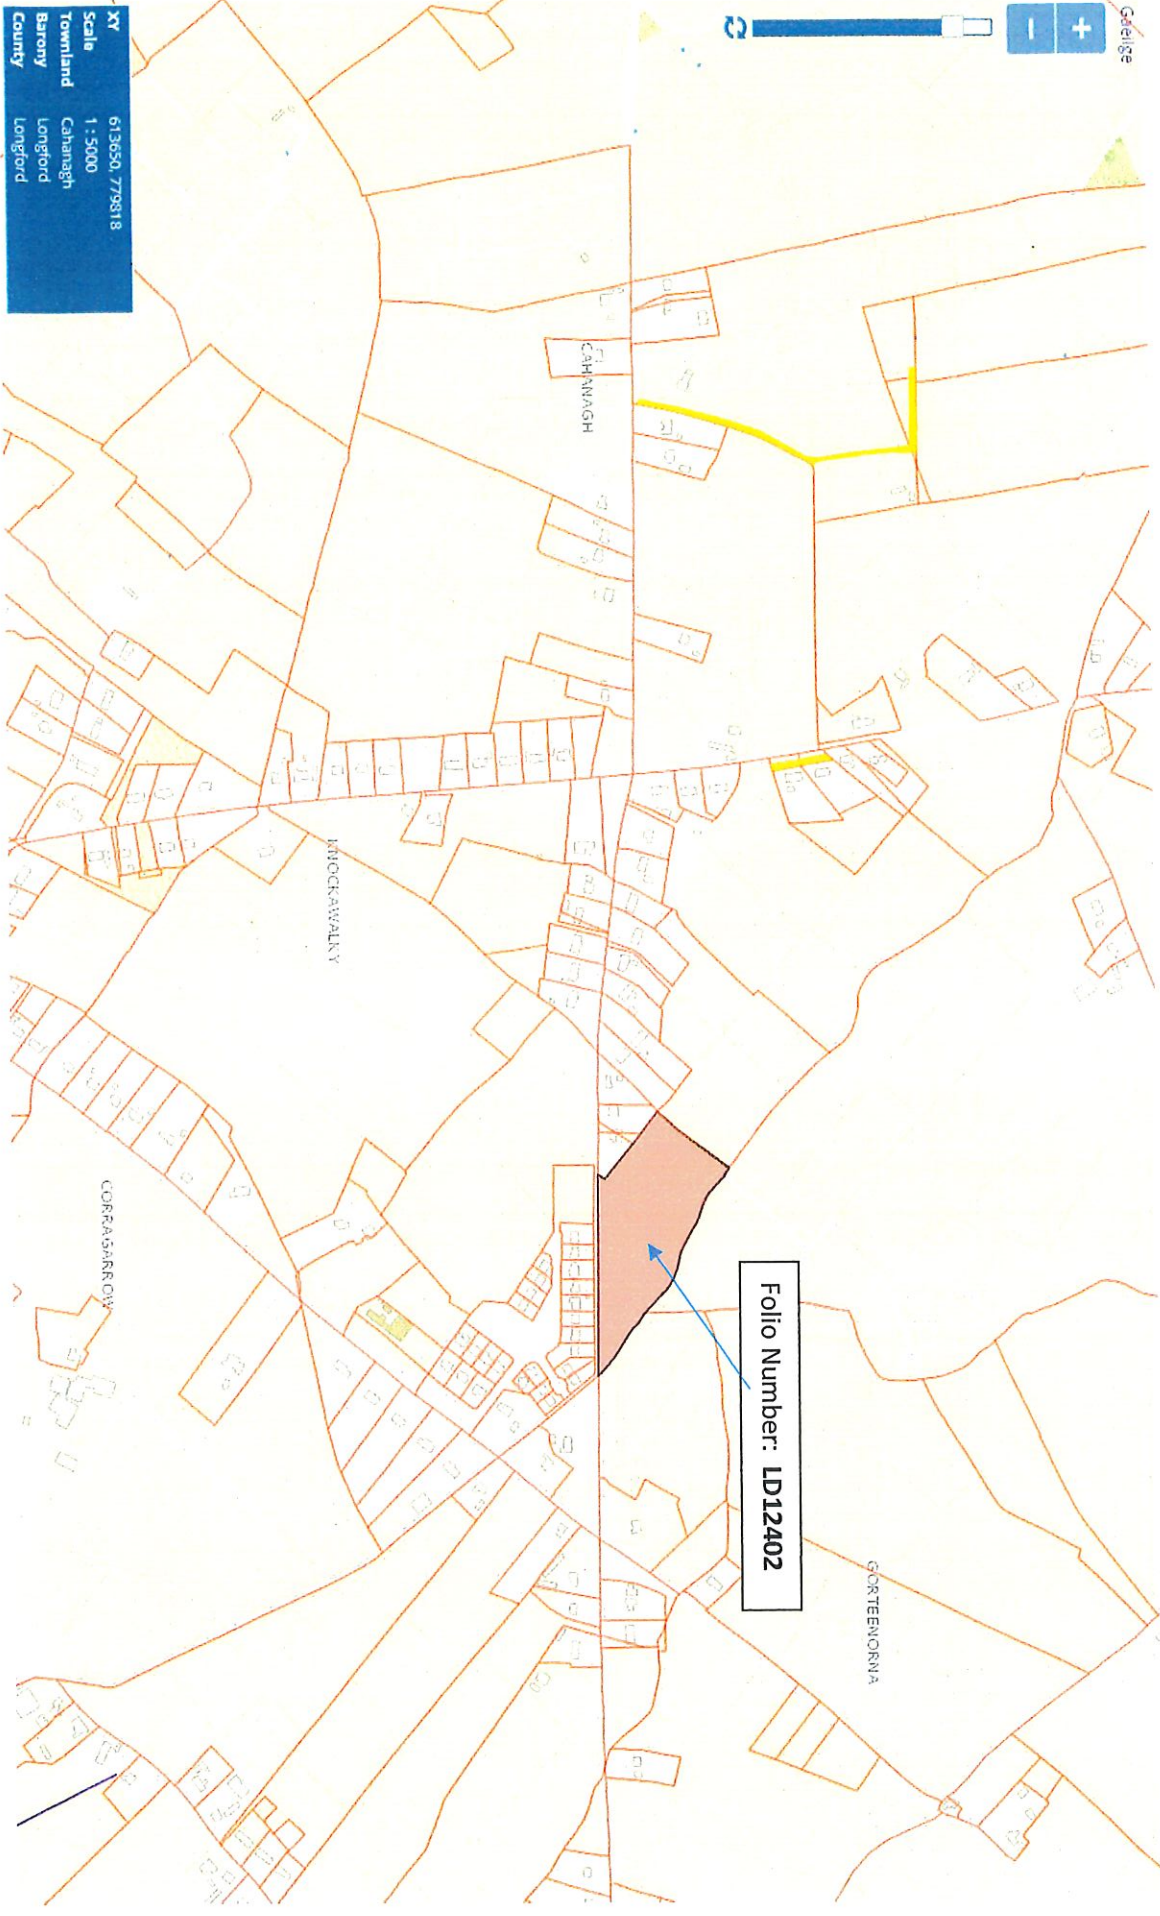 Gaeilge
+
−
CAHANAGH
KNOCKAWALKY
CORRAGARROW
GORTEENORNA
Folio Number: LD12402
XY 613650, 779818
Scale 1 : 5000
Townland Cahanagh
Barony Longford
County Longford